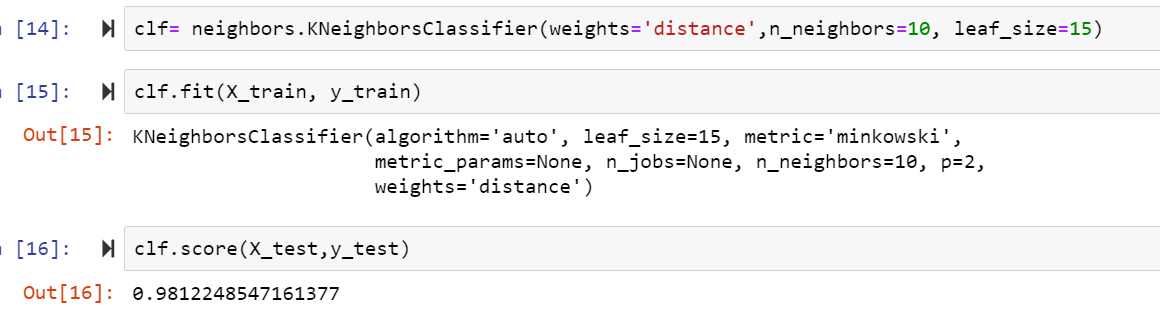 [14]: clf= neighbors.KNeighborsClassifier(weights='distance',n_neighbors=10, leaf_size=15)
[15]: clf.fit(X_train, y_train)
Out[15]: KNeighborsClassifier(algorithm='auto', leaf_size=15, metric='minkowski',
metric_params=None, n_jobs=None, n_neighbors=10, p=2,
weights='distance')
[16]: clf.score(X_test,y_test)
Out[16]: 0.9812248547161377